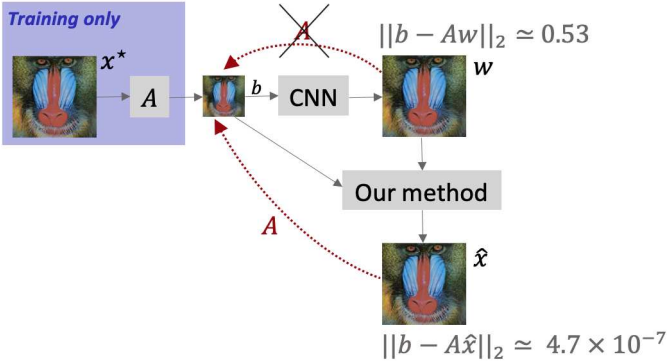 Training only
x⋆
A
b
CNN
A
w
||b − Aw||₂ ≃ 0.53
Our method
A
x̂
||b − Ax̂||₂ ≃ 4.7 × 10⁻⁷